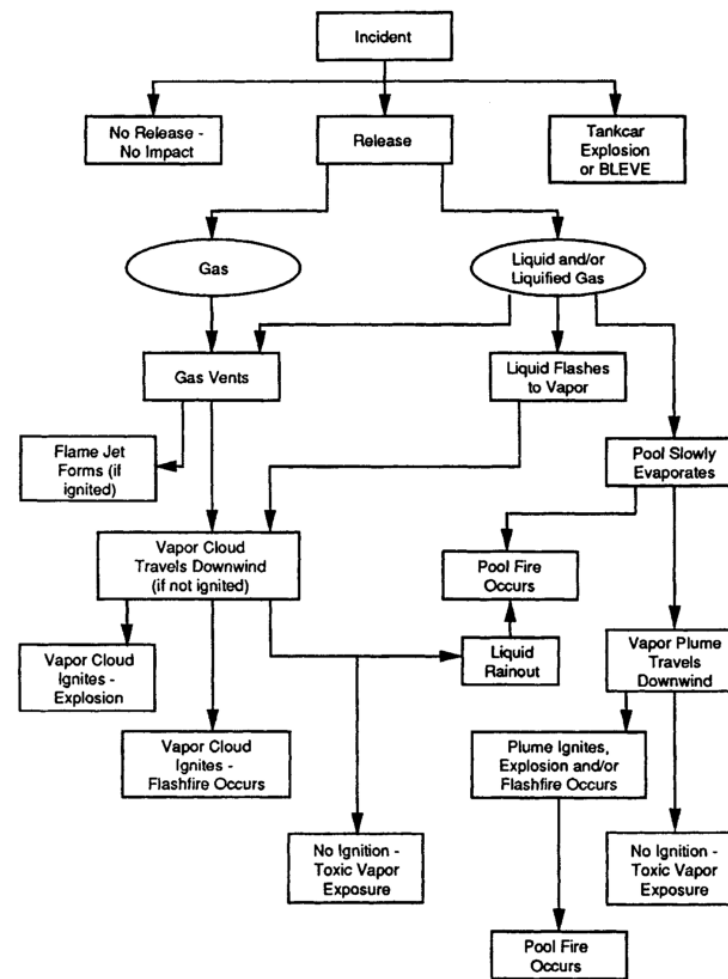 Incident
No Release -
No Impact
Release
Tankcar
Explosion
or BLEVE
Gas
Liquid and/or
Liquified Gas
Gas Vents
Liquid Flashes
to Vapor
Flame Jet
Forms (if
ignited)
Pool Slowly
Evaporates
Vapor Cloud
Travels Downwind
(if not ignited)
Pool Fire
Occurs
Vapor Cloud
Ignites -
Explosion
Liquid
Rainout
Vapor Plume
Travels
Downwind
Vapor Cloud
Ignites -
Flashfire Occurs
Plume Ignites,
Explosion and/or
Flashfire Occurs
No Ignition -
Toxic Vapor
Exposure
No Ignition -
Toxic Vapor
Exposure
Pool Fire
Occurs